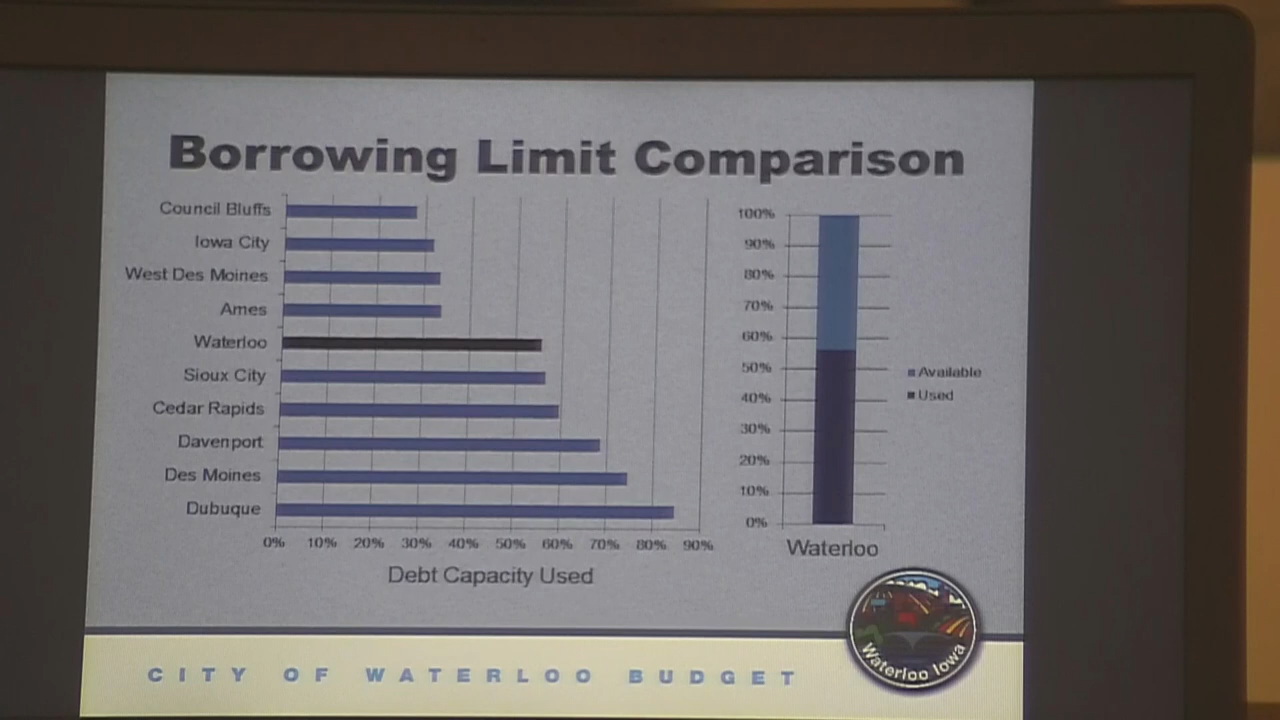 Borrowing Limit Comparison
Council Bluffs
Iowa City
West Des Moines
Ames
Waterloo
Sioux City
Cedar Rapids
Davenport
Des Moines
Dubuque
0% 10% 20% 30% 40% 50% 60% 70% 80% 90%
Debt Capacity Used
100%
90%
80%
70%
60%
50%
40%
30%
20%
10%
0%
Waterloo
Available
Used
Waterloo Iowa
CITY OF WATERLOO BUDGET